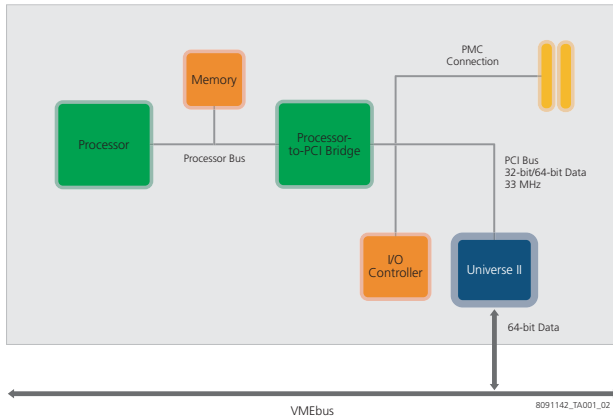 PMC
Connection
Memory
Processor
Processor-
to-PCI Bridge
Processor Bus
PCI Bus
32-bit/64-bit Data
33 MHz
I/O
Controller
Universe II
64-bit Data
VMEbus
8091142_TA001_02